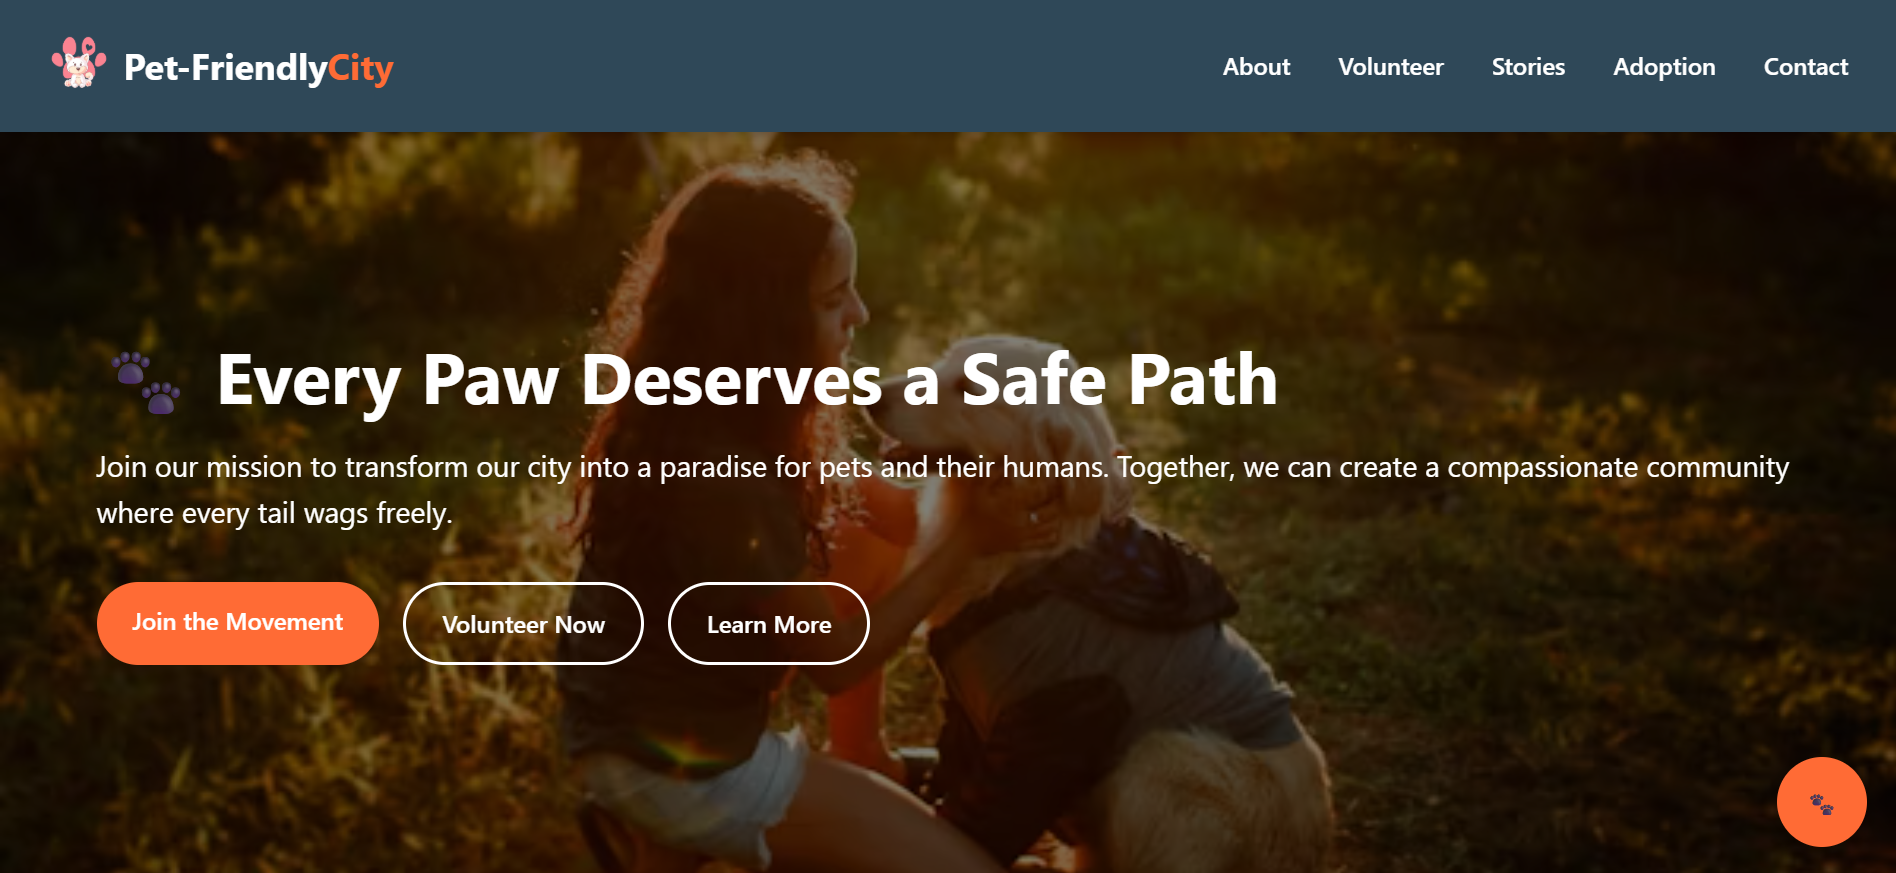 Pet-FriendlyCity
About
Volunteer
Stories
Adoption
Contact
🐾 Every Paw Deserves a Safe Path
Join our mission to transform our city into a paradise for pets and their humans. Together, we can create a compassionate community
where every tail wags freely.
Join the Movement
Volunteer Now
Learn More
🐾